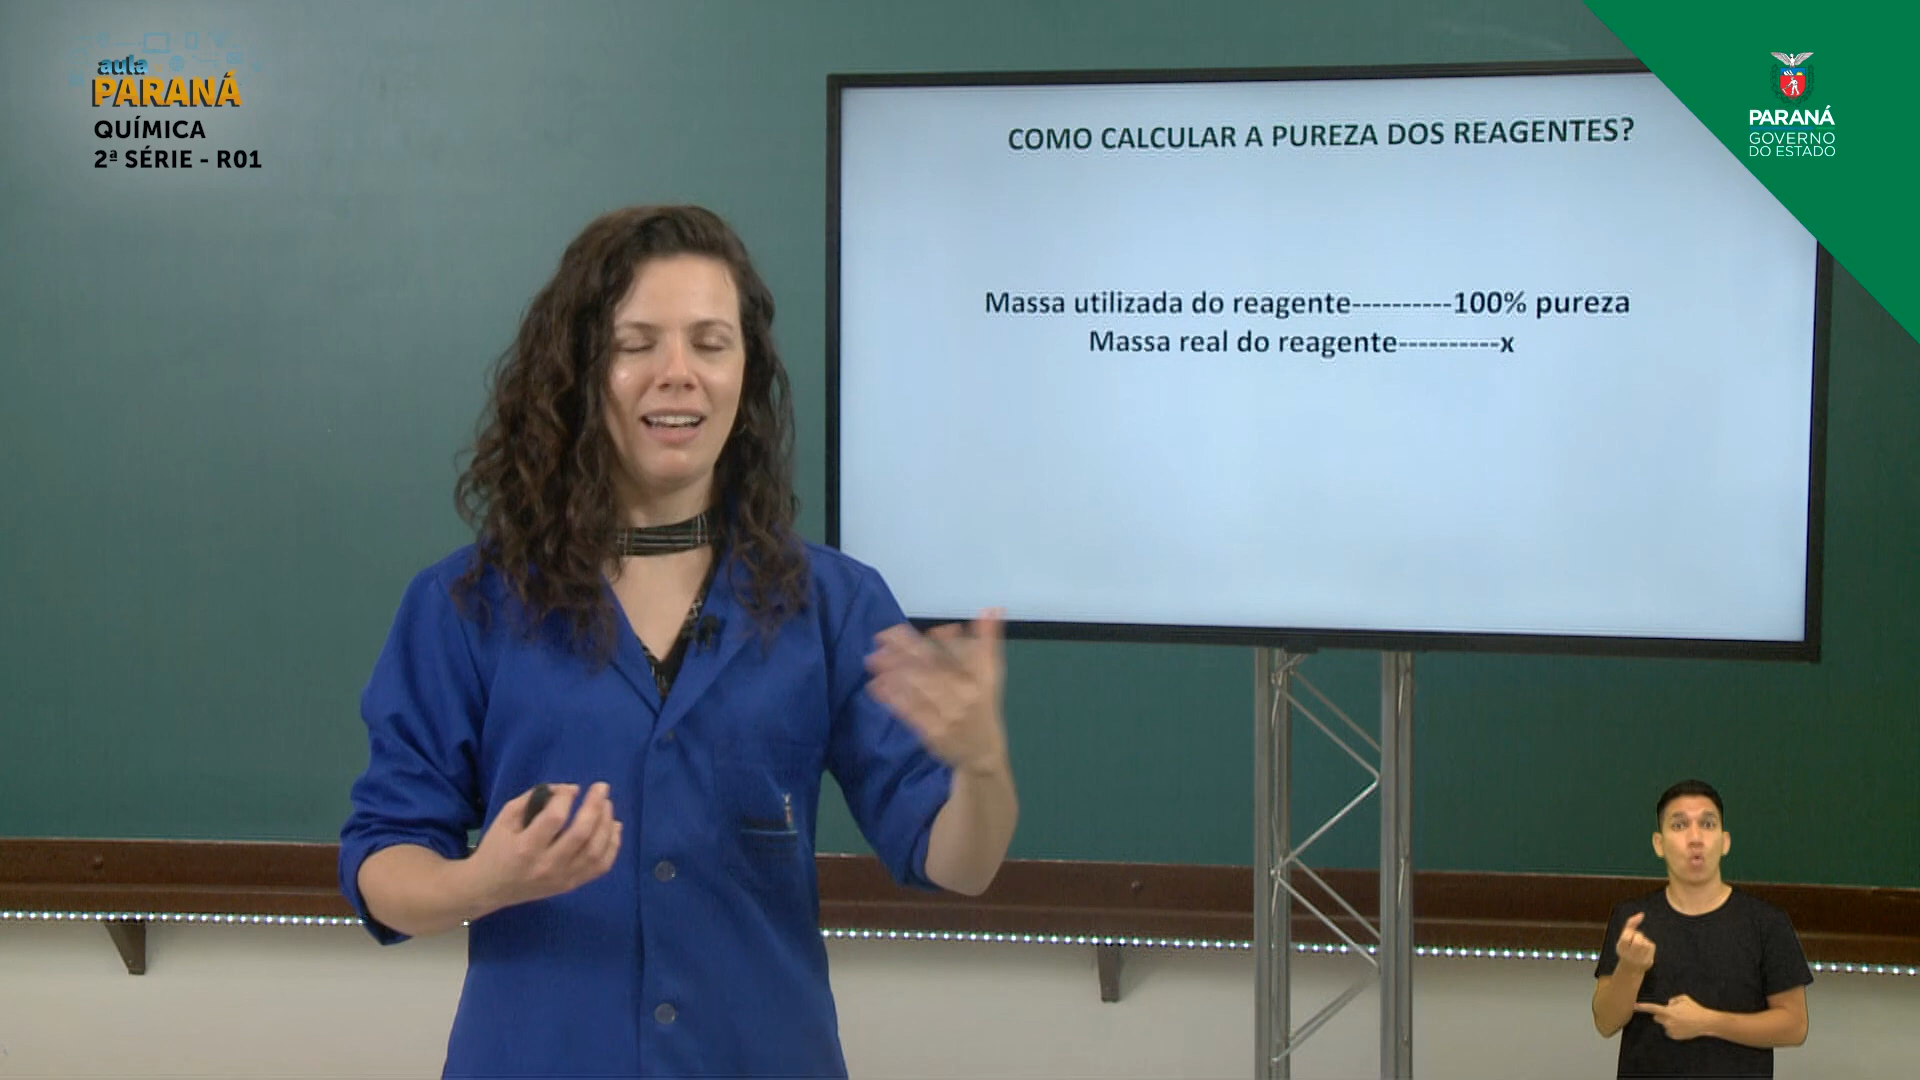 aula
PARANÁ
QUÍMICA
2ª SÉRIE - R01
COMO CALCULAR A PUREZA DOS REAGENTES?
Massa utilizada do reagente----------100% pureza
Massa real do reagente----------x
PARANÁ
GOVERNO
DO ESTADO